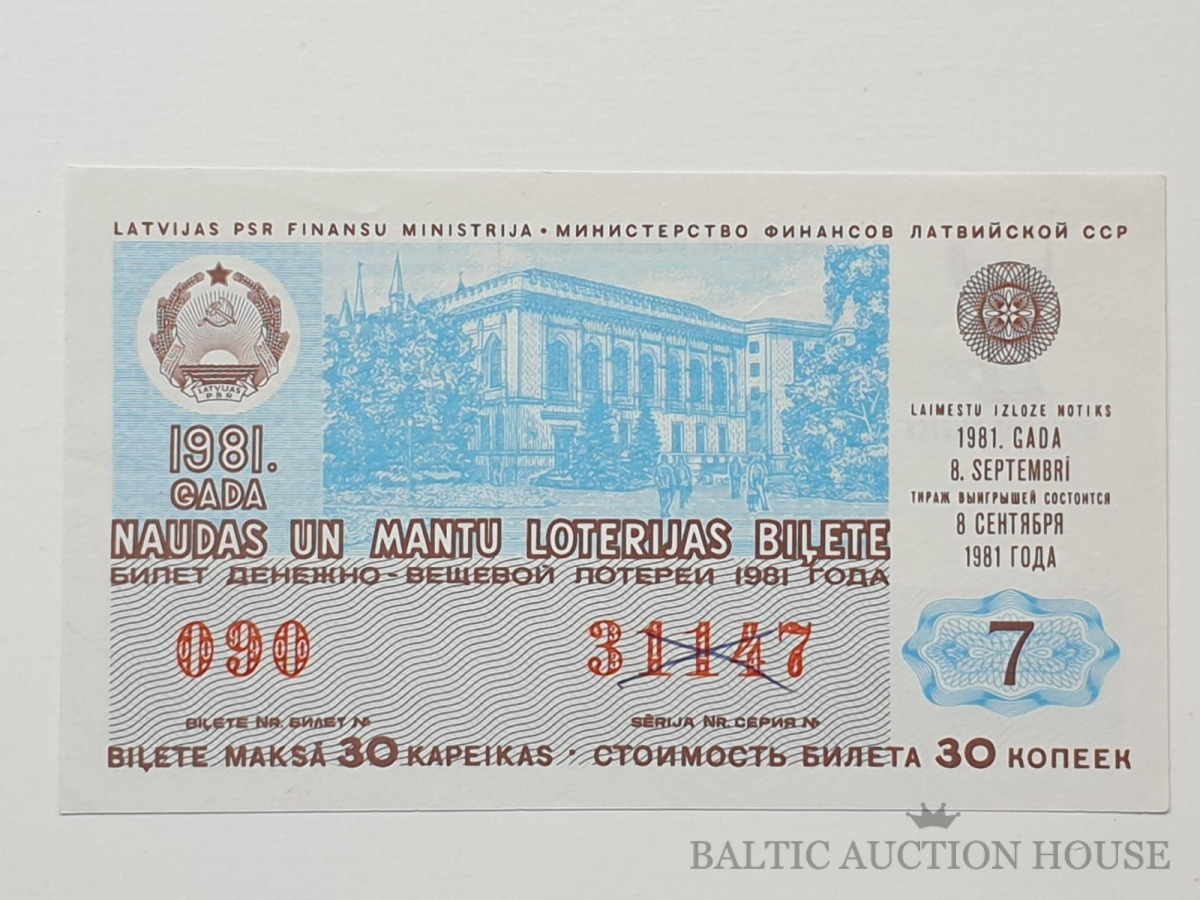 LATVIJAS PSR FINANSU MINISTRIJA • МИНИСТЕРСТВО ФИНАНСОВ ЛАТВИЙСКОЙ ССР
LATVIJAS
PSR
1981.
GADA
LAIMESTU IZLOZE NOTIKS
1981. GADA
8. SEPTEMBRĪ
ТИРАЖ ВЫИГРЫШЕЙ СОСТОИТСЯ
8 СЕНТЯБРЯ
1981 ГОДА
NAUDAS UN MANTU LOTERIJAS BIĻETE
БИЛЕТ ДЕНЕЖНО-ВЕЩЕВОЙ ЛОТЕРЕИ 1981 ГОДА
090 31147
7
BIĻETE NR. БИЛЕТ № SĒRIJA NR. СЕРИЯ №
BIĻETE MAKSĀ 30 KAPEIKAS • СТОИМОСТЬ БИЛЕТА 30 КОПЕЕК
BALTIC AUCTION HOUSE